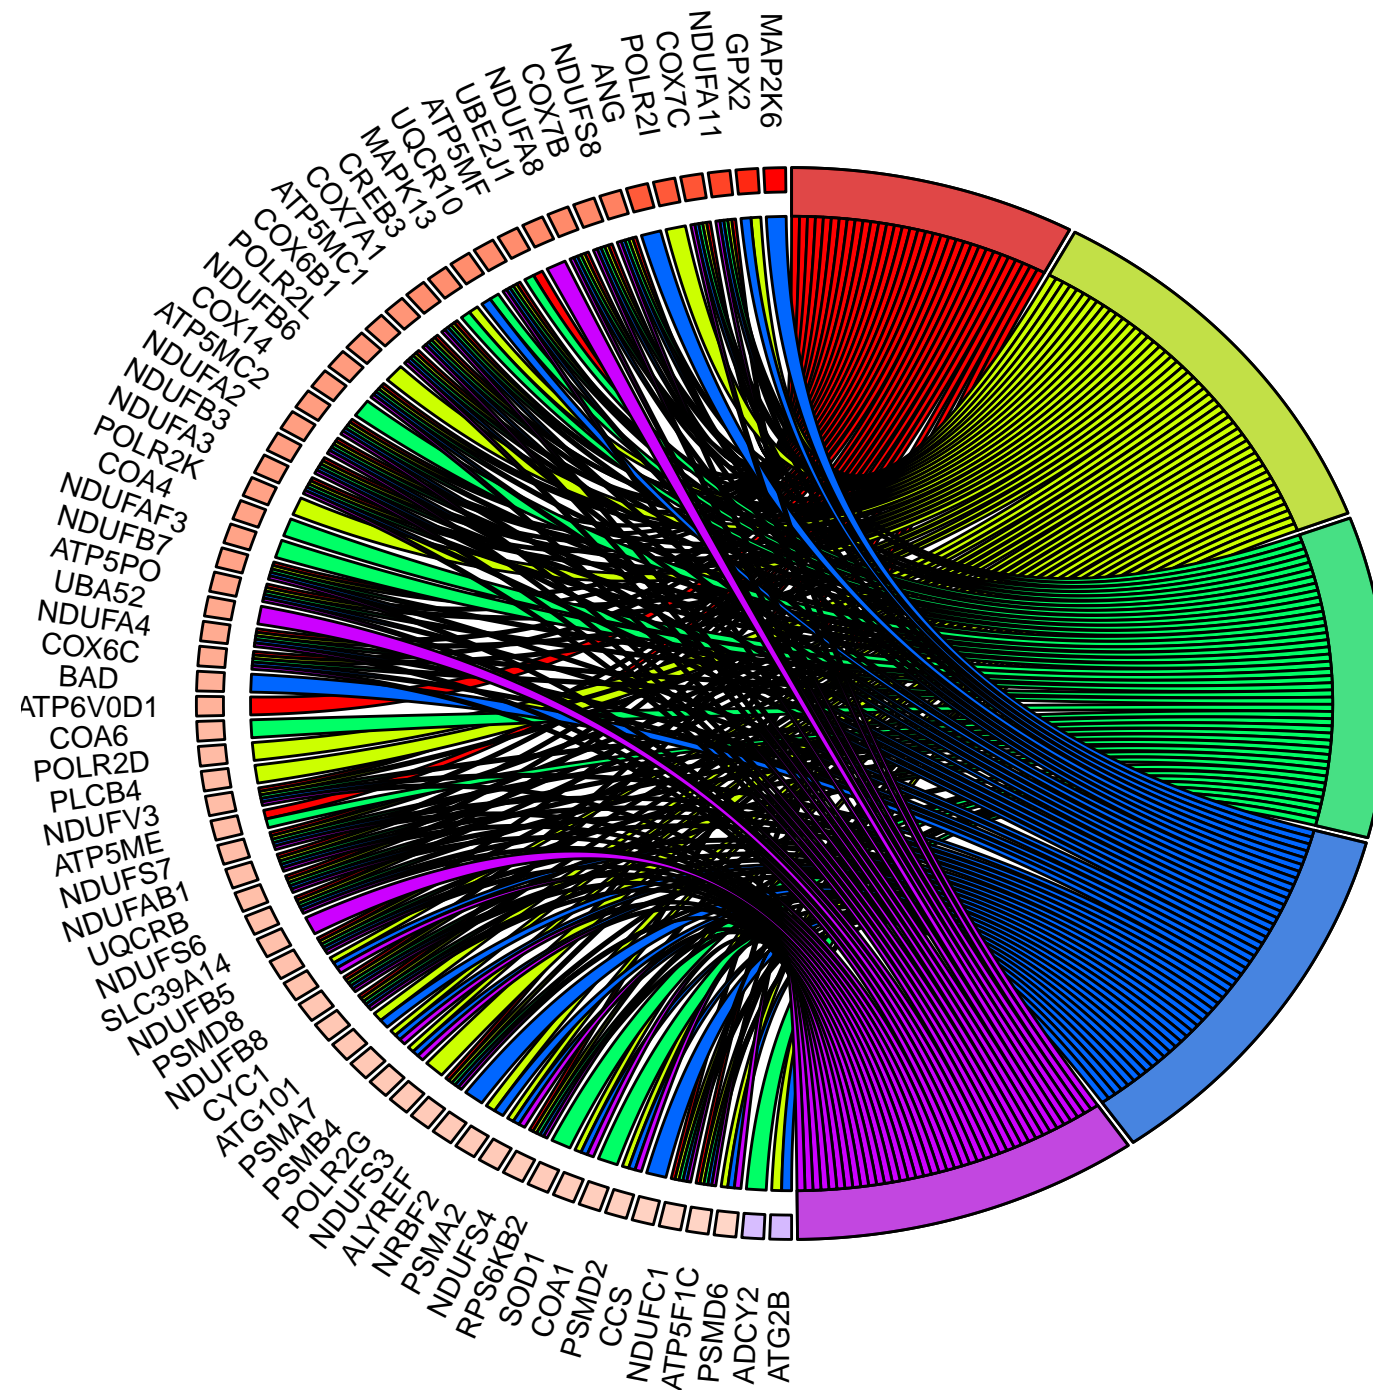 MAP2K6
GPX2
NDUFA11
COX7C
POLR2I
ANG
NDUFS8
COX7B
NDUFA8
UBE2J1
ATP5MF
UQCR10
MAPK13
CREB3
COX7A1
ATP5MC1
COX6B1
POLR2L
NDUFB6
COX14
ATP5MC2
NDUFA2
NDUFB3
NDUFA3
POLR2K
COA4
NDUFAF3
NDUFB7
ATP5PO
UBA52
NDUFA4
COX6C
BAD
ATP6V0D1
COA6
POLR2D
PLCB4
NDUFV3
ATP5ME
NDUFS7
NDUFAB1
UQCRB
NDUFS6
SLC39A14
NDUFB5
PSMD8
NDUFB8
CYC1
ATG101
PSMA7
PSMB4
POLR2G
NDUFS3
ALYREF
NRBF2
PSMA2
NDUFS4
RPS6KB2
SOD1
COA1
PSMD2
CCS
NDUFC1
ATP5F1C
PSMD6
ADCY2
ATG2B